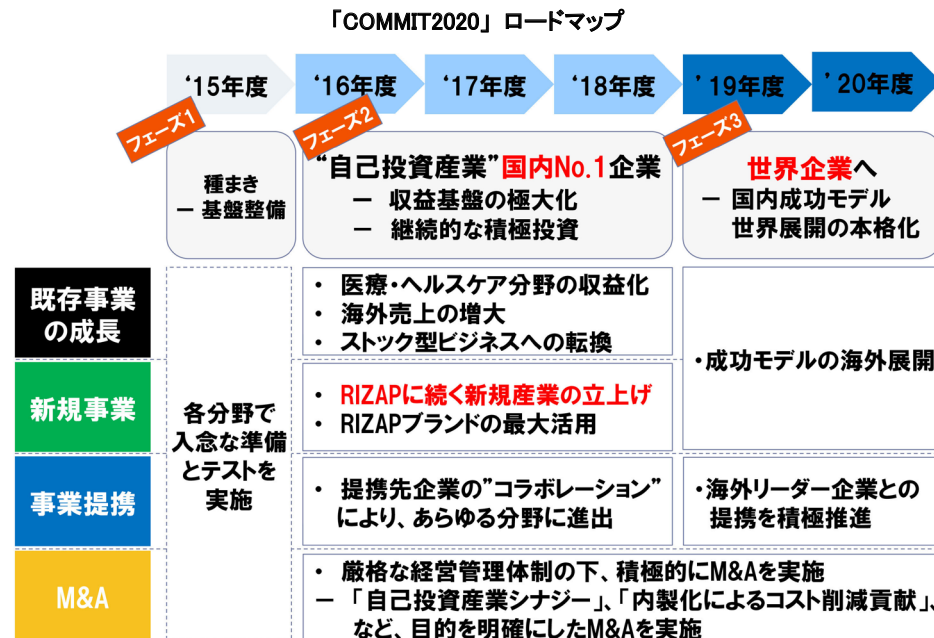 「COMMIT2020」 ロードマップ
‘15年度
‘16年度
‘17年度
‘18年度
’19年度
’20年度
フェーズ1
フェーズ2
フェーズ3
種まき
― 基盤整備
“自己投資産業”国内No.1企業
― 収益基盤の極大化
― 継続的な積極投資
世界企業へ
― 国内成功モデル
世界展開の本格化
既存事業
の成長
・ 医療・ヘルスケア分野の収益化
・ 海外売上の増大
・ ストック型ビジネスへの転換
・成功モデルの海外展開
新規事業
・ RIZAPに続く新規産業の立上げ
・ RIZAPブランドの最大活用
各分野で
入念な準備
とテストを
実施
事業提携
・ 提携先企業の”コラボレーション”
により、あらゆる分野に進出
・海外リーダー企業との
提携を積極推進
M&A
・ 厳格な経営管理体制の下、積極的にM&Aを実施
― 「自己投資産業シナジー」、「内製化によるコスト削減貢献」、
など、目的を明確にしたM&Aを実施